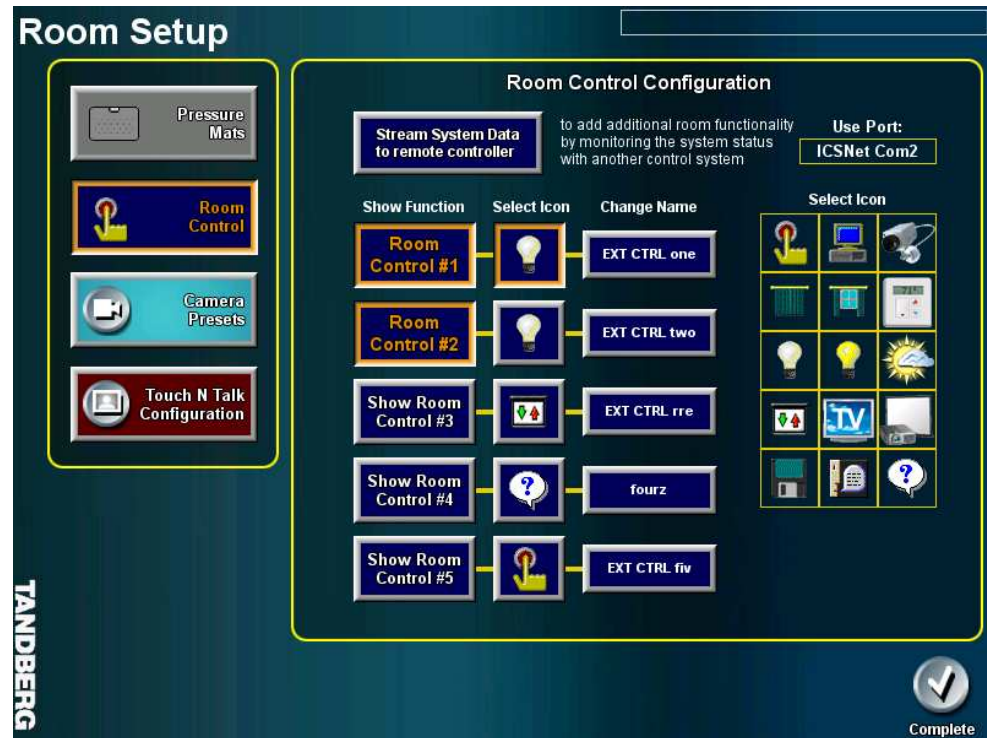 Room Setup
Pressure
Mats
Room
Control
Camera
Presets
Touch N Talk
Configuration
Room Control Configuration
Stream System Data
to remote controller
to add additional room functionality
by monitoring the system status
with another control system
Use Port:
ICSNet Com2
Show Function
Select Icon
Change Name
Room
Control #1
EXT CTRL one
Room
Control #2
EXT CTRL two
Show Room
Control #3
EXT CTRL rre
Show Room
Control #4
?
fourz
Show Room
Control #5
EXT CTRL fiv
Select Icon
71°
TV
?
TANDBERG
Complete